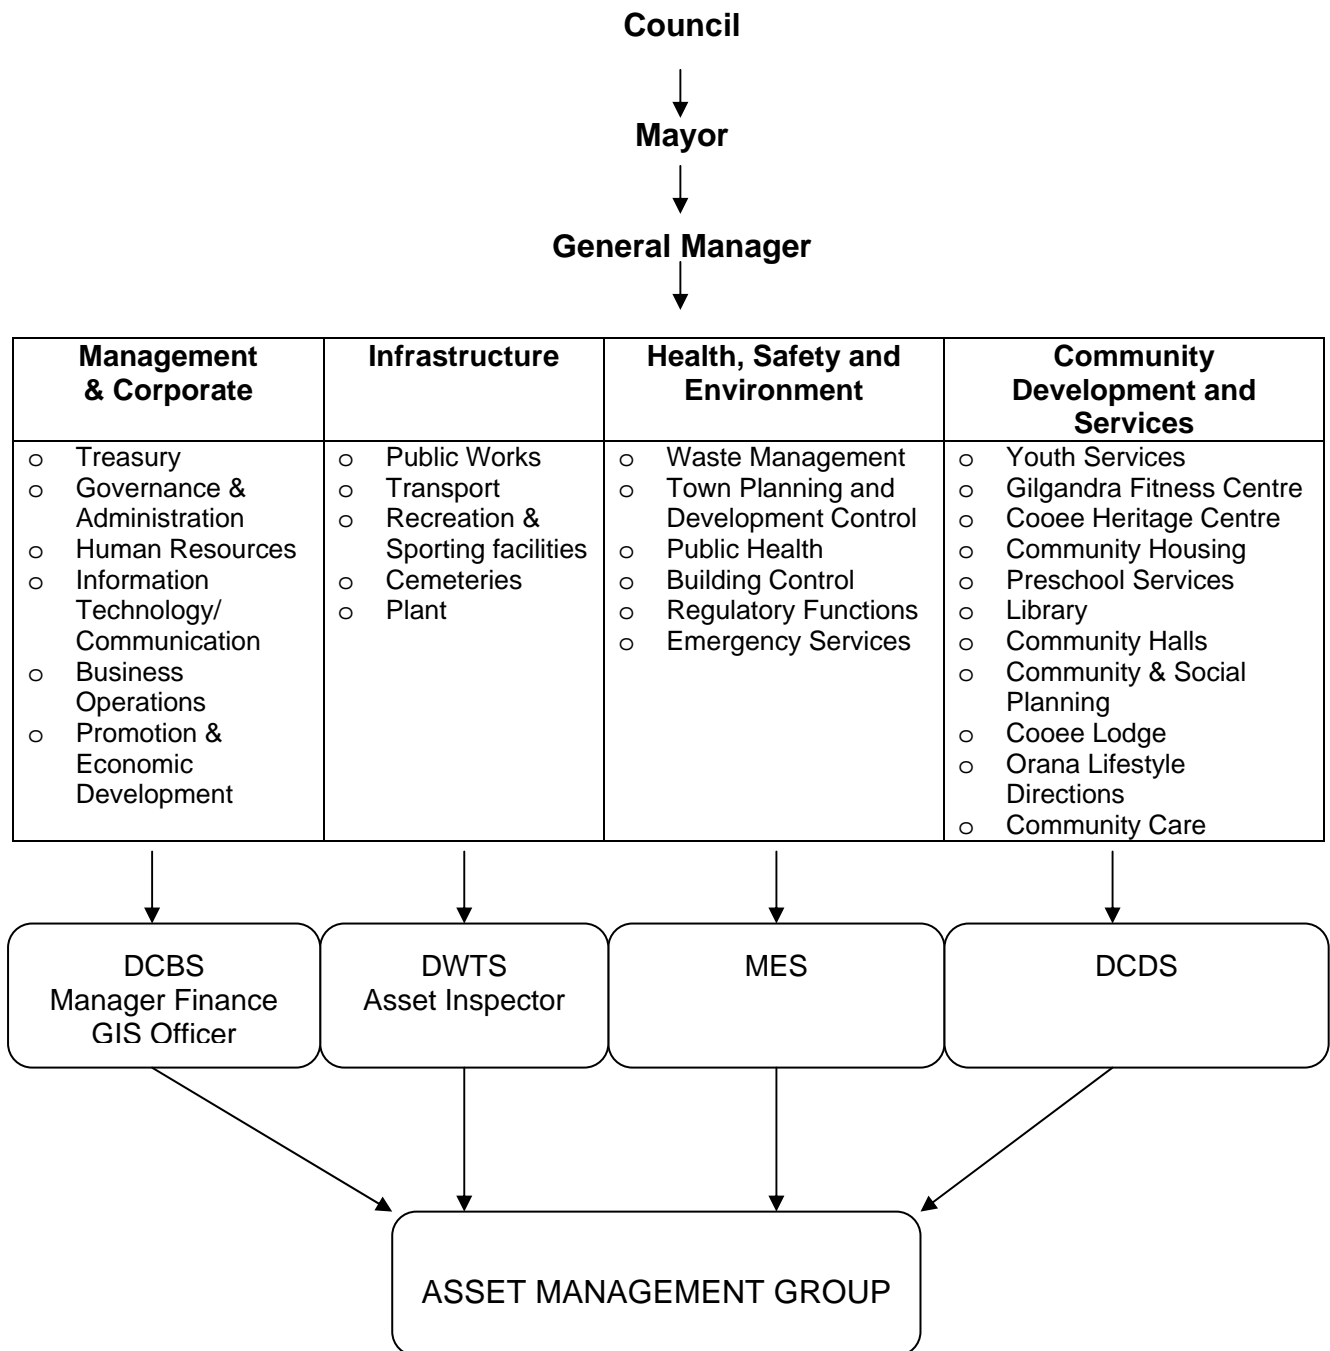 Council
Mayor
General Manager
Management
& Corporate
Infrastructure
Health, Safety and
Environment
Community
Development and
Services
o Treasury
o Governance &
Administration
o Human Resources
o Information
Technology/
Communication
o Business
Operations
o Promotion &
Economic
Development
o Public Works
o Transport
o Recreation &
Sporting facilities
o Cemeteries
o Plant
o Waste Management
o Town Planning and
Development Control
o Public Health
o Building Control
o Regulatory Functions
o Emergency Services
o Youth Services
o Gilgandra Fitness Centre
o Cooee Heritage Centre
o Community Housing
o Preschool Services
o Library
o Community Halls
o Community & Social
Planning
o Cooee Lodge
o Orana Lifestyle
Directions
o Community Care
DCBS
Manager Finance
GIS Officer
DWTS
Asset Inspector
MES
DCDS
ASSET MANAGEMENT GROUP